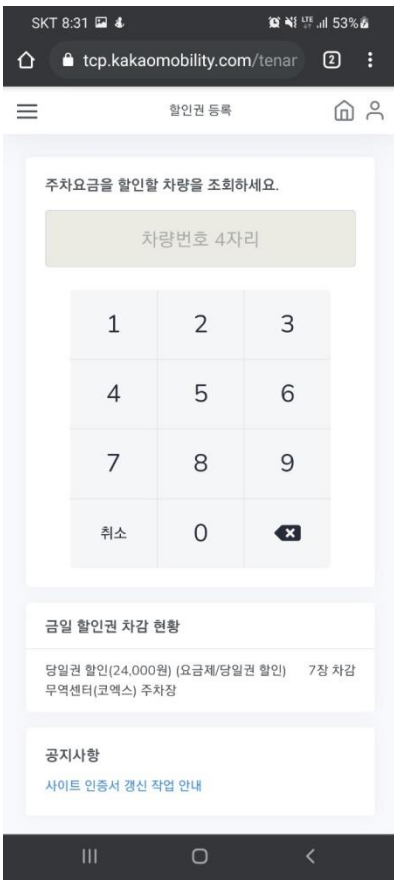 SKT 8:31 LTE 53%
tcp.kakaomobility.com/tenar 2
할인권 등록
주차요금을 할인할 차량을 조회하세요.
차량번호 4자리
1 2 3
4 5 6
7 8 9
취소 0
금일 할인권 차감 현황
당일권 할인(24,000원) (요금제/당일권 할인) 7장 차감
무역센터(코엑스) 주차장
공지사항
사이트 인증서 갱신 작업 안내